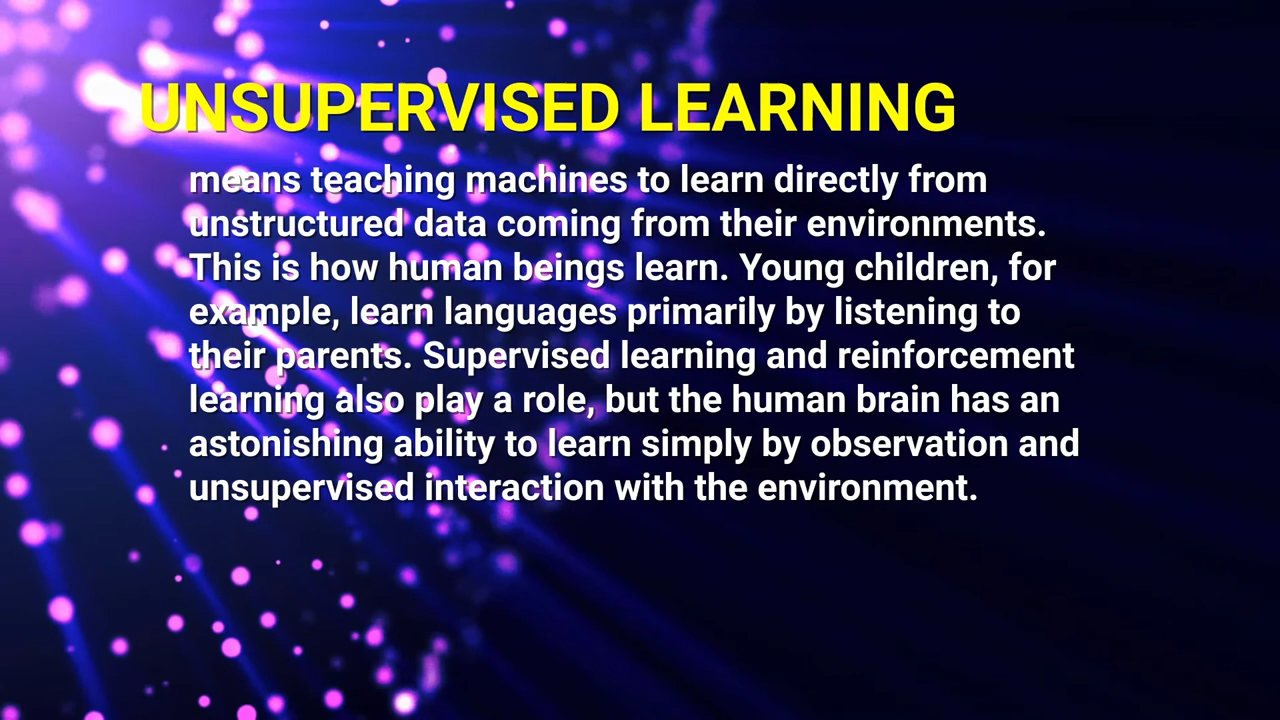 UNSUPERVISED LEARNING
means teaching machines to learn directly from
unstructured data coming from their environments.
This is how human beings learn. Young children, for
example, learn languages primarily by listening to
their parents. Supervised learning and reinforcement
learning also play a role, but the human brain has an
astonishing ability to learn simply by observation and
unsupervised interaction with the environment.